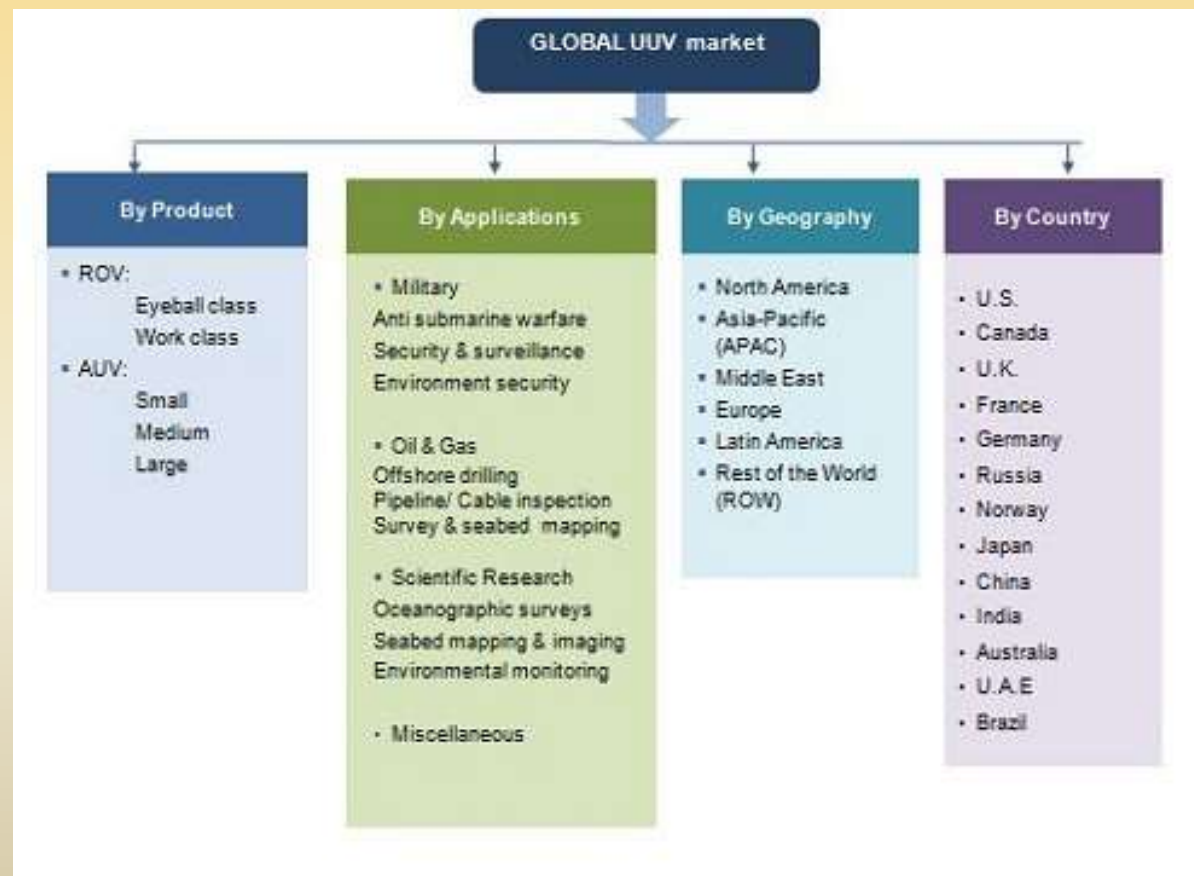 GLOBAL UUV market
By Product
▪ ROV:
Eyeball class
Work class
▪ AUV:
Small
Medium
Large
By Applications
▪ Military
Anti submarine warfare
Security & surveillance
Environment security
▪ Oil & Gas
Offshore drilling
Pipeline/ Cable inspection
Survey & seabed mapping
▪ Scientific Research
Oceanographic surveys
Seabed mapping & imaging
Environmental monitoring
• Miscellaneous
By Geography
▪ North America
▪ Asia-Pacific
(APAC)
▪ Middle East
▪ Europe
▪ Latin America
▪ Rest of the World
(ROW)
By Country
• U.S.
• Canada
• U.K.
• France
• Germany
• Russia
• Norway
• Japan
• China
• India
• Australia
• U.A.E
• Brazil